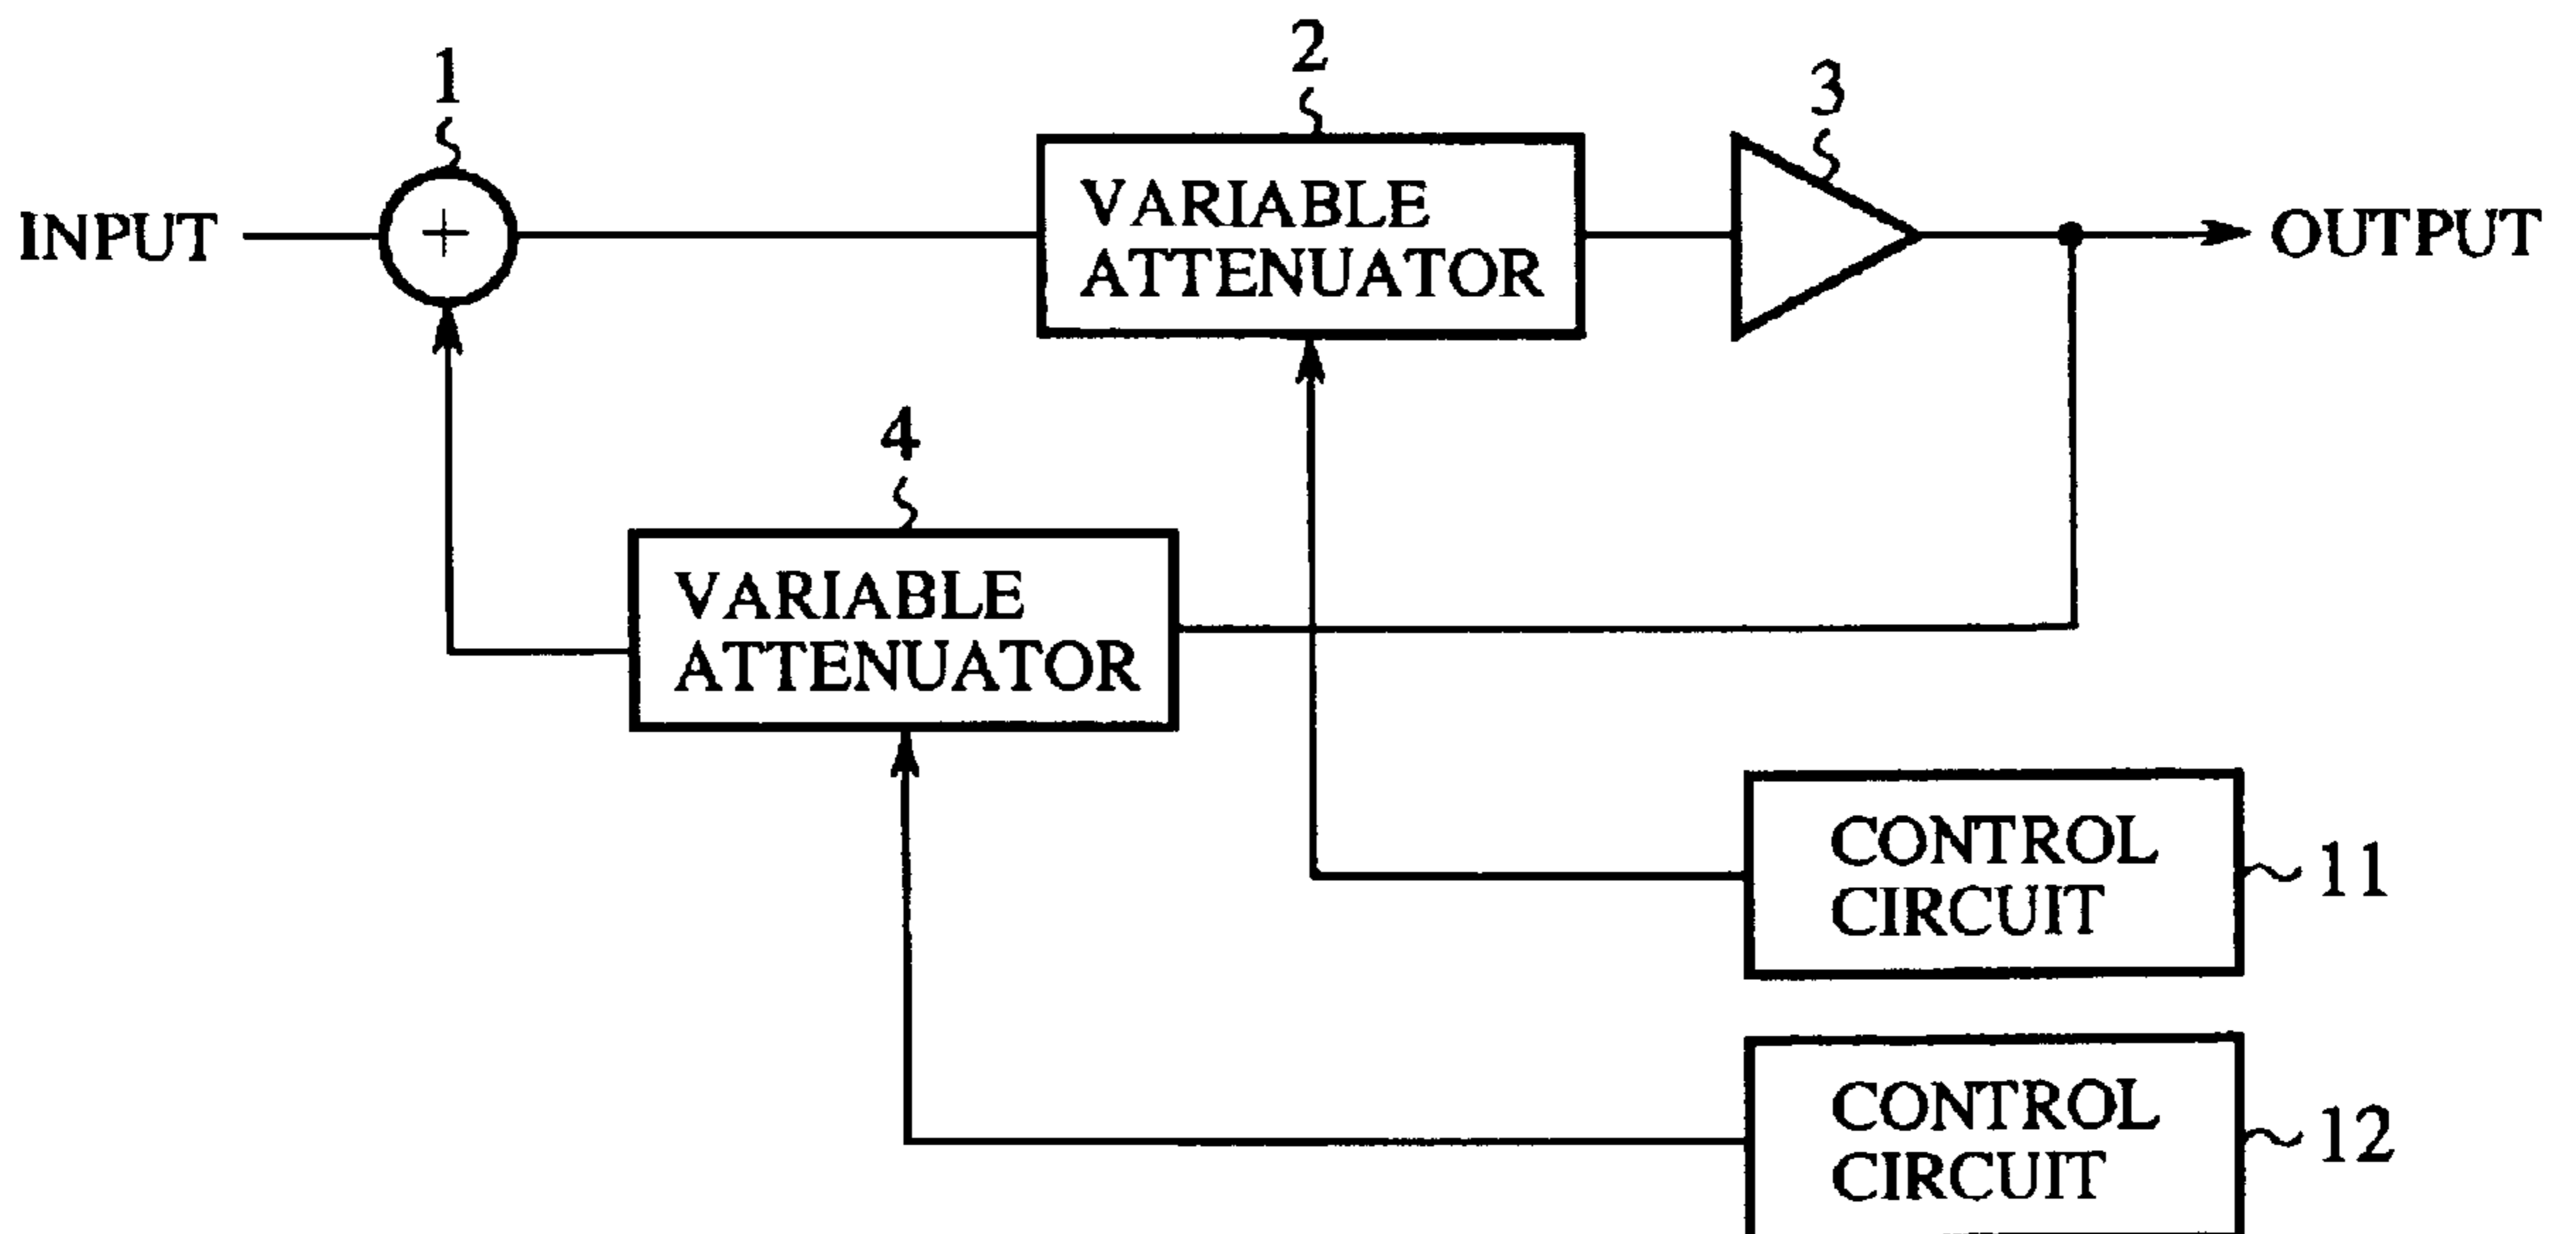 1
2
3
INPUT
+
VARIABLE
ATTENUATOR
OUTPUT
4
VARIABLE
ATTENUATOR
CONTROL
CIRCUIT
11
CONTROL
CIRCUIT
12